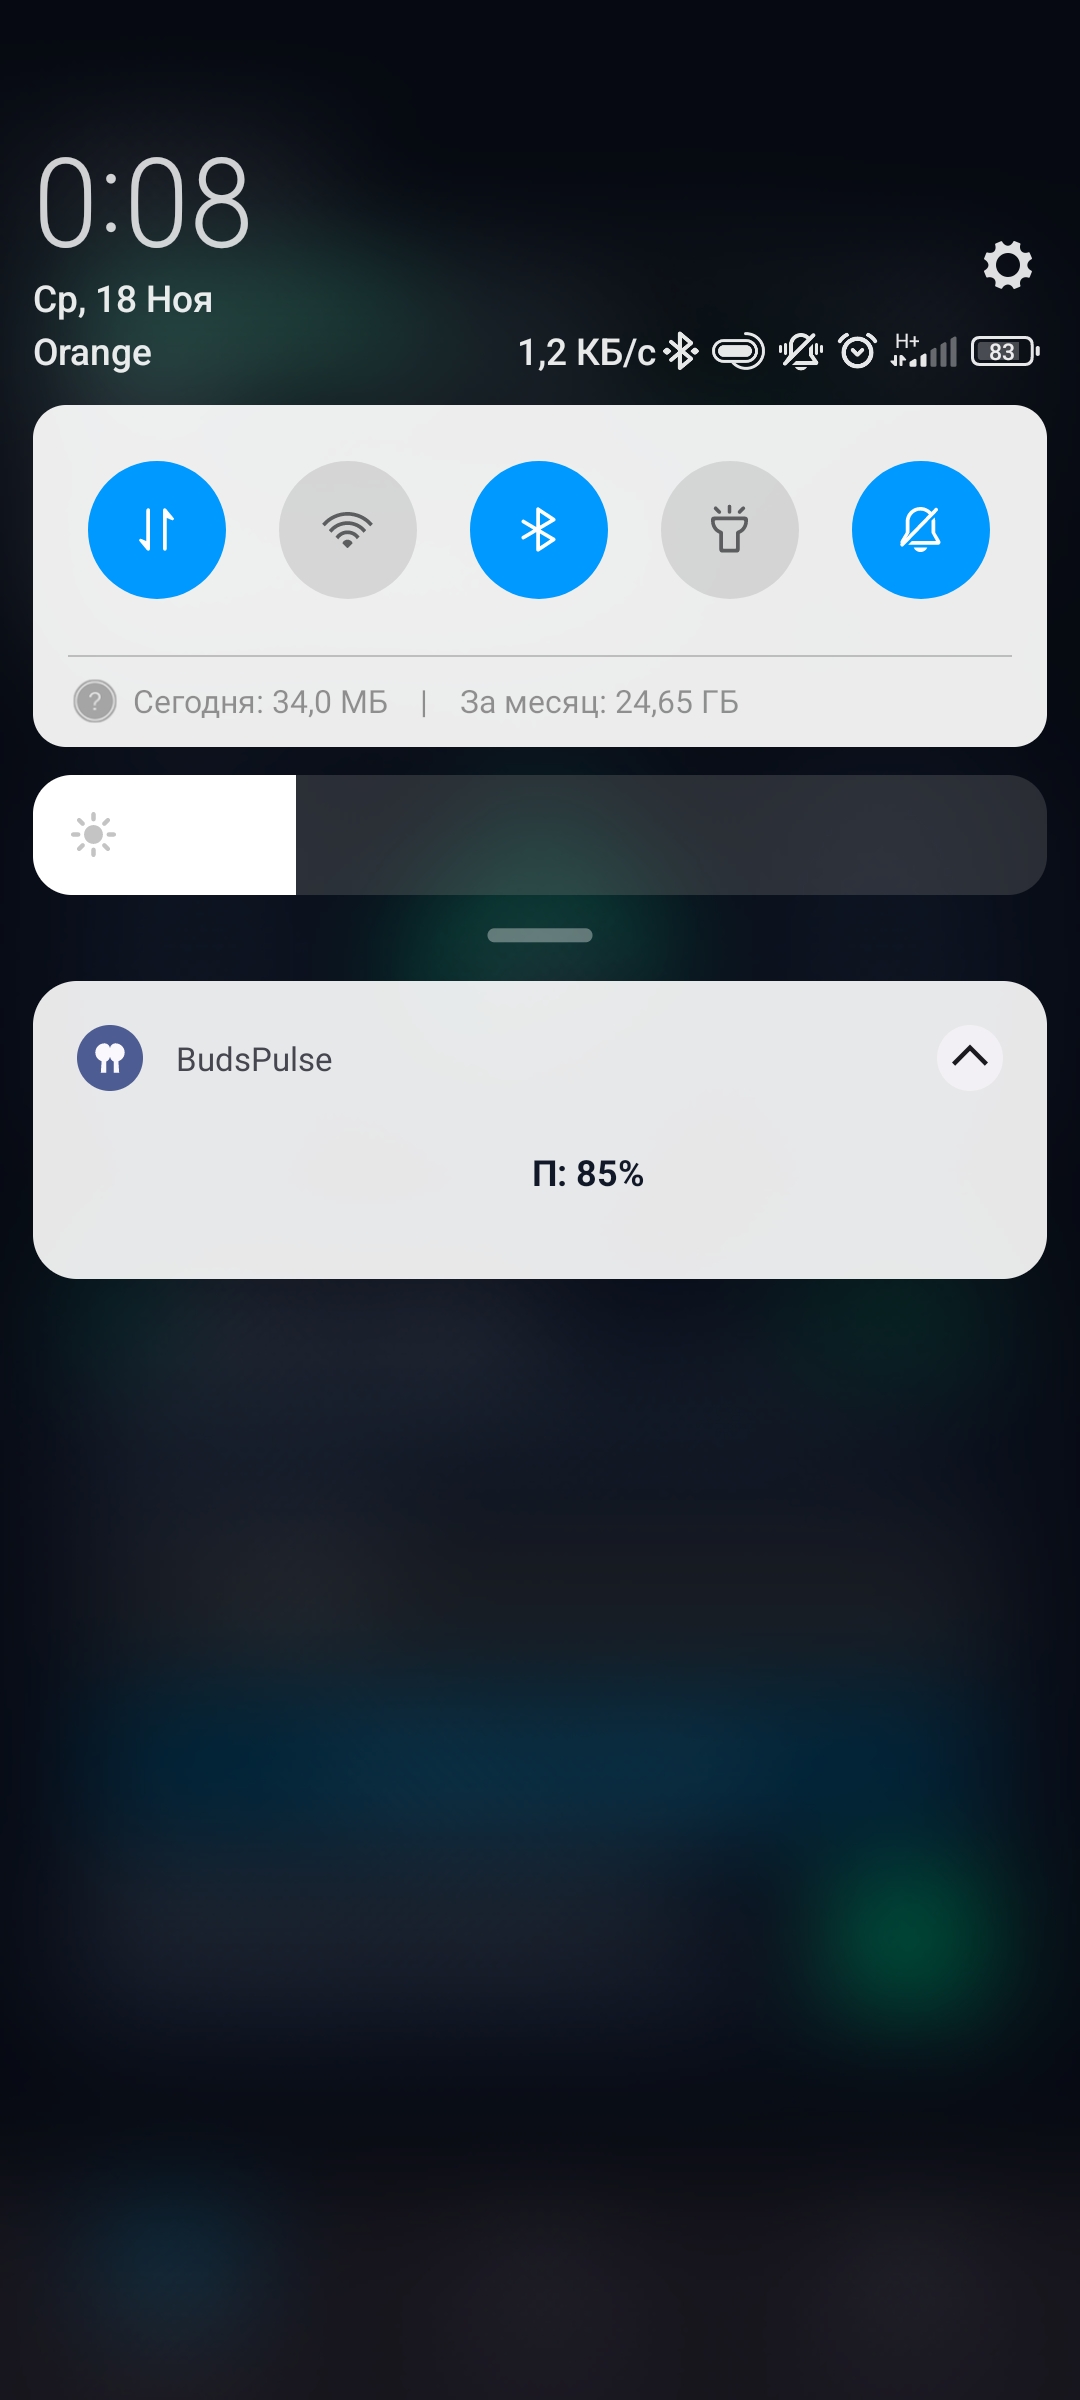 0:08
Ср, 18 Ноя
Orange
1,2 КБ/с
H+
83
?
Сегодня: 34,0 МБ | За месяц: 24,65 ГБ
BudsPulse
П: 85%